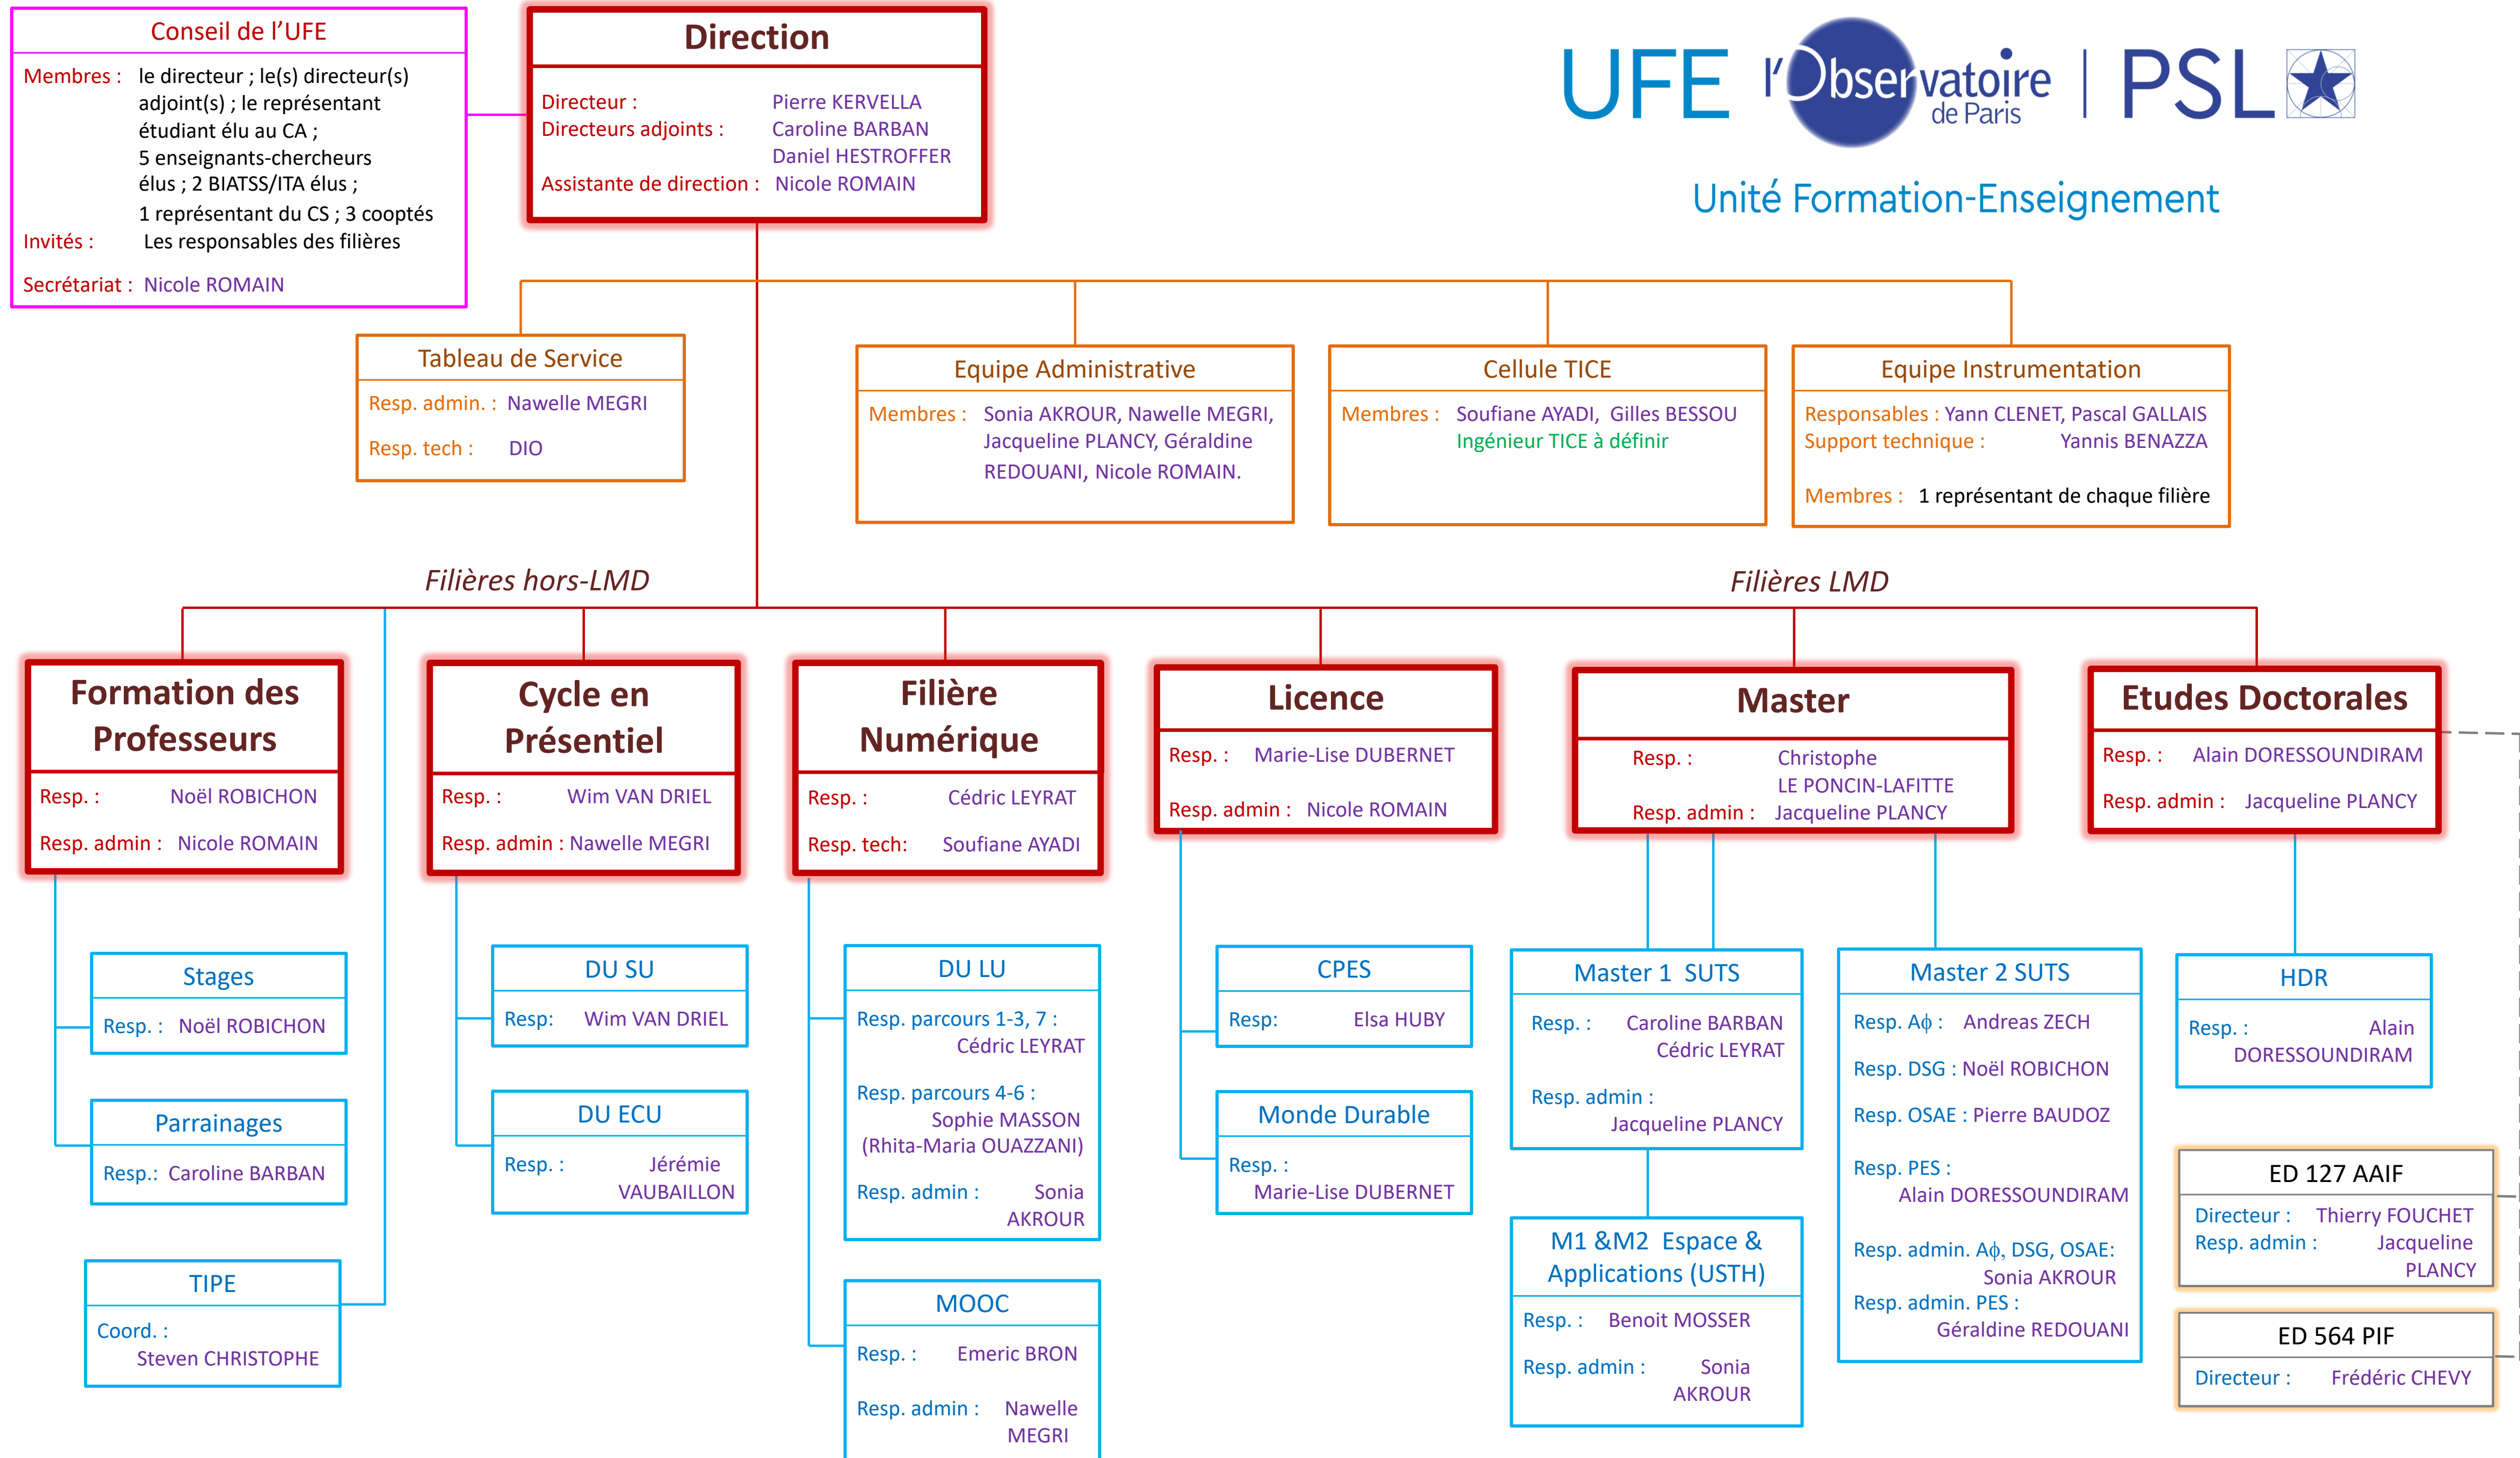 Conseil de l’UFE
Membres : le directeur ; le(s) directeur(s)
adjoint(s) ; le représentant
étudiant élu au CA ;
5 enseignants-chercheurs
élus ; 2 BIATSS/ITA élus ;
1 représentant du CS ; 3 cooptés
Invités : Les responsables des filières
Secrétariat : Nicole ROMAIN
Direction
Directeur : Pierre KERVELLA
Directeurs adjoints : Caroline BARBAN
Daniel HESTROFFER
Assistante de direction : Nicole ROMAIN
UFE l’Observatoire de Paris | PSL
Unité Formation-Enseignement
Tableau de Service
Resp. admin. : Nawelle MEGRI
Resp. tech : DIO
Equipe Administrative
Membres : Sonia AKROUR, Nawelle MEGRI,
Jacqueline PLANCY, Géraldine
REDOUANI, Nicole ROMAIN.
Cellule TICE
Membres : Soufiane AYADI, Gilles BESSOU
Ingénieur TICE à définir
Equipe Instrumentation
Responsables : Yann CLENET, Pascal GALLAIS
Support technique : Yannis BENAZZA
Membres : 1 représentant de chaque filière
Filières hors-LMD
Filières LMD
Formation des
Professeurs
Resp. : Noël ROBICHON
Resp. admin : Nicole ROMAIN
Cycle en
Présentiel
Resp. : Wim VAN DRIEL
Resp. admin : Nawelle MEGRI
Filière
Numérique
Resp. : Cédric LEYRAT
Resp. tech: Soufiane AYADI
Licence
Resp. : Marie-Lise DUBERNET
Resp. admin : Nicole ROMAIN
Master
Resp. : Christophe
LE PONCIN-LAFITTE
Resp. admin : Jacqueline PLANCY
Etudes Doctorales
Resp. : Alain DORESSOUNDIRAM
Resp. admin : Jacqueline PLANCY
Stages
Resp. : Noël ROBICHON
Parrainages
Resp.: Caroline BARBAN
TIPE
Coord. :
Steven CHRISTOPHE
DU SU
Resp: Wim VAN DRIEL
DU ECU
Resp. : Jérémie
VAUBAILLON
DU LU
Resp. parcours 1-3, 7 :
Cédric LEYRAT
Resp. parcours 4-6 :
Sophie MASSON
(Rhita-Maria OUAZZANI)
Resp. admin : Sonia
AKROUR
MOOC
Resp. : Emeric BRON
Resp. admin : Nawelle
MEGRI
CPES
Resp: Elsa HUBY
Monde Durable
Resp. :
Marie-Lise DUBERNET
Master 1 SUTS
Resp. : Caroline BARBAN
Cédric LEYRAT
Resp. admin :
Jacqueline PLANCY
M1 &M2 Espace &
Applications (USTH)
Resp. : Benoit MOSSER
Resp. admin : Sonia
AKROUR
Master 2 SUTS
Resp. Aϕ : Andreas ZECH
Resp. DSG : Noël ROBICHON
Resp. OSAE : Pierre BAUDOZ
Resp. PES :
Alain DORESSOUNDIRAM
Resp. admin. Aϕ, DSG, OSAE:
Sonia AKROUR
Resp. admin. PES :
Géraldine REDOUANI
HDR
Resp. : Alain
DORESSOUNDIRAM
ED 127 AAIF
Directeur : Thierry FOUCHET
Resp. admin : Jacqueline
PLANCY
ED 564 PIF
Directeur : Frédéric CHEVY